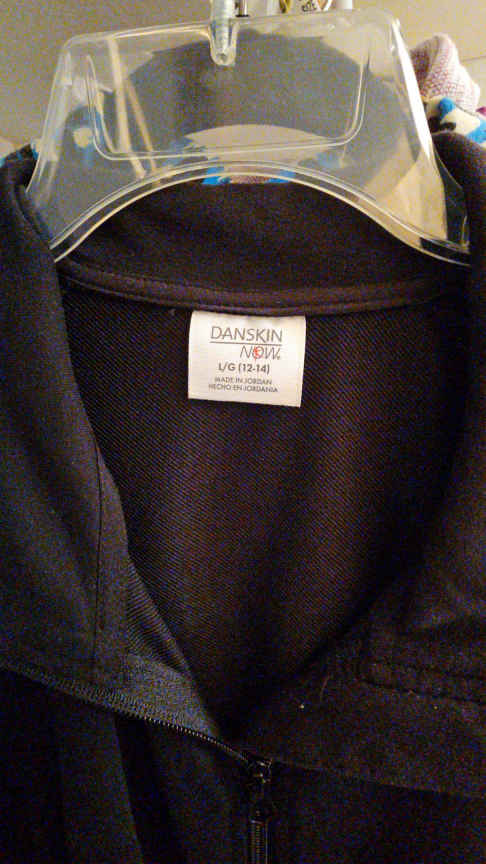 DANSKIN
NOW®
L/G (12-14)
MADE IN JORDAN
HECHO EN JORDANIA